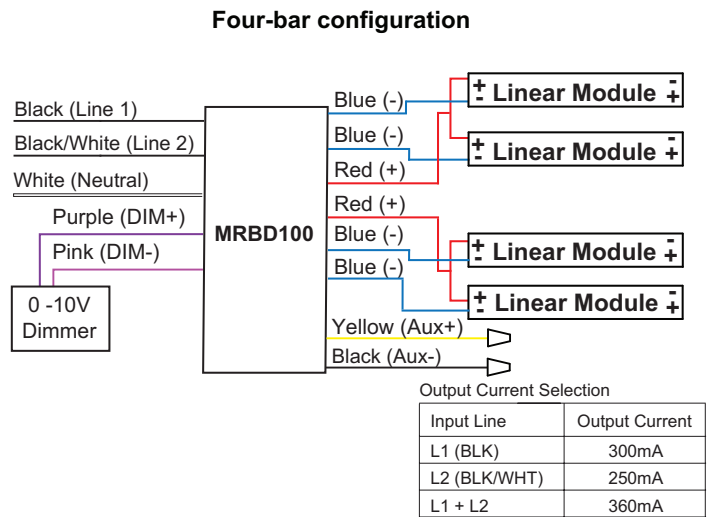 Four-bar configuration
Black (Line 1)
Black/White (Line 2)
White (Neutral)
Purple (DIM+)
Pink (DIM-)
0 -10V
Dimmer
MRBD100
Blue (-)
Blue (-)
Red (+)
Red (+)
Blue (-)
Blue (-)
Yellow (Aux+)
Black (Aux-)
+ - Linear Module - +
+ - Linear Module - +
+ - Linear Module - +
+ - Linear Module - +
Output Current Selection
Input Line Output Current
L1 (BLK) 300mA
L2 (BLK/WHT) 250mA
L1 + L2 360mA